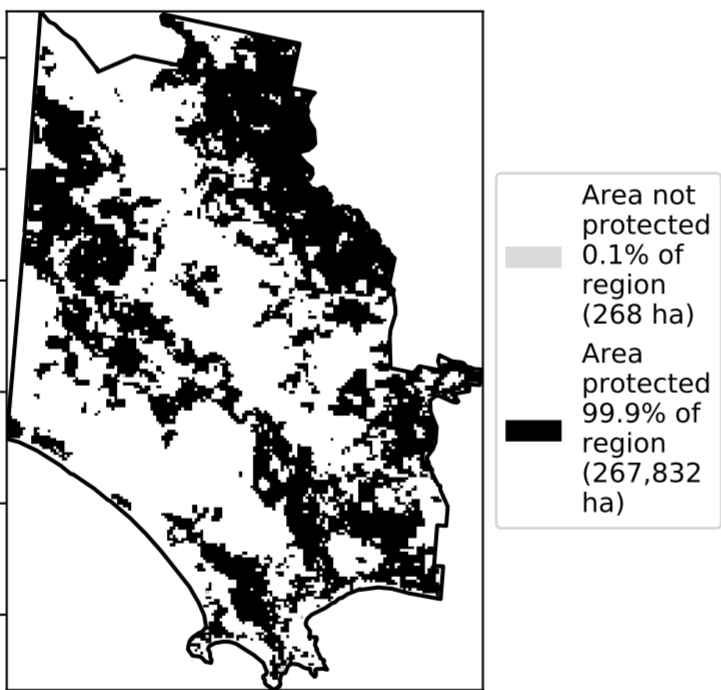 Area not
protected
0.1% of
region
(268 ha)
Area
protected
99.9% of
region
(267,832
ha)